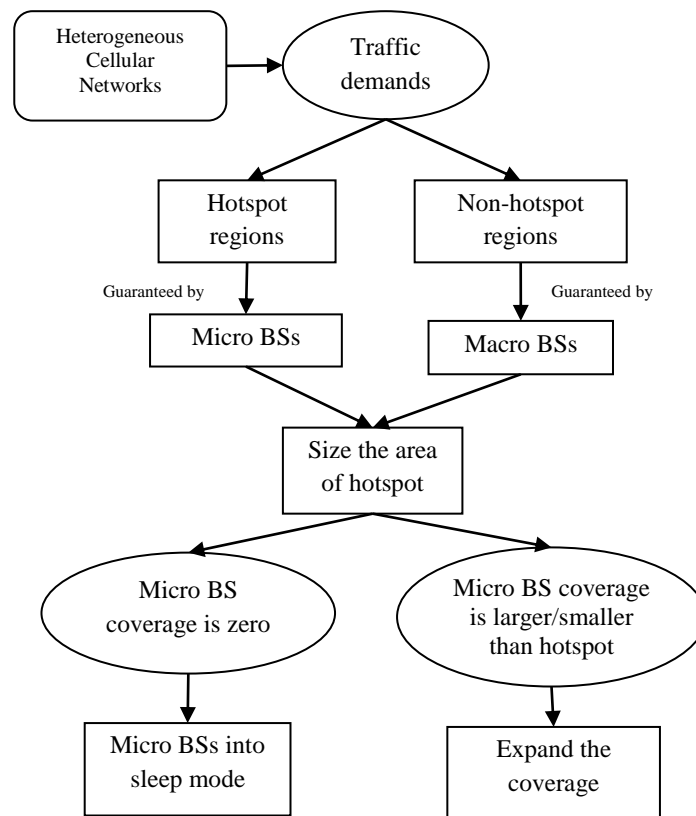 Heterogeneous
Cellular
Networks
Traffic
demands
Hotspot
regions
Non-hotspot
regions
Guaranteed by
Guaranteed by
Micro BSs
Macro BSs
Size the area
of hotspot
Micro BS
coverage is zero
Micro BS coverage
is larger/smaller
than hotspot
Micro BSs into
sleep mode
Expand the
coverage